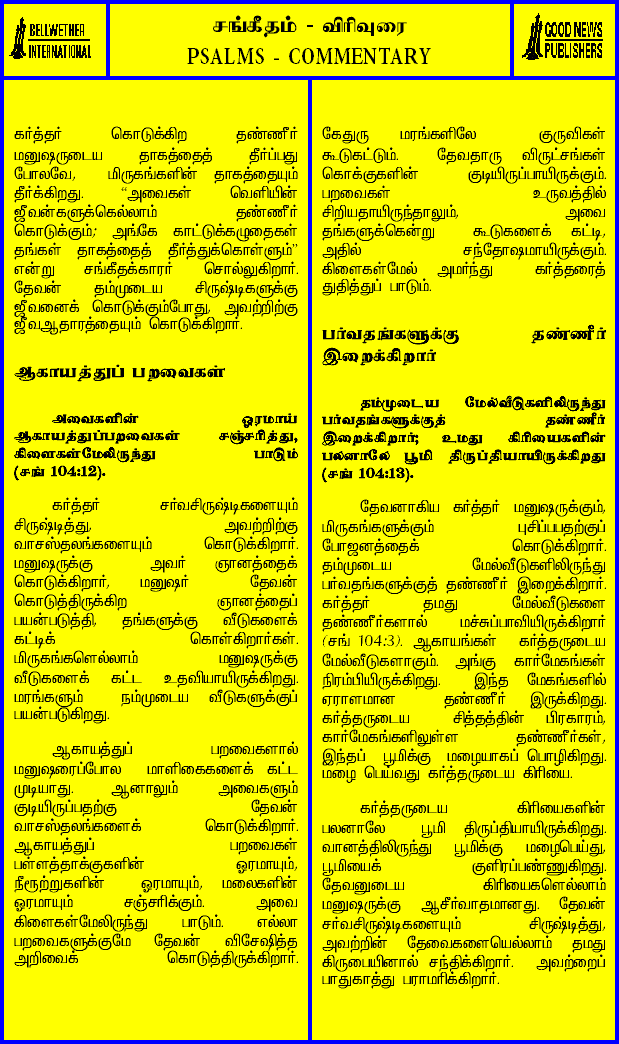 BELLWETHER
INTERNATIONAL
சங்கீதம் - விரிவுரை
PSALMS - COMMENTARY
GOOD NEWS
PUBLISHERS
கர்த்தர் கொடுக்கிற தண்ணீர்
மனுஷருடைய தாகத்தைத் தீர்ப்பது
போலவே, மிருகங்களின் தாகத்தையும்
தீர்க்கிறது. “அவைகள் வெளியின்
ஜீவன்களுக்கெல்லாம் தண்ணீர்
கொடுக்கும்; அங்கே காட்டுக்கழுதைகள்
தங்கள் தாகத்தைத் தீர்த்துக்கொள்ளும்”
என்று சங்கீதக்காரர் சொல்லுகிறார்.
தேவன் தம்முடைய சிருஷ்டிகளுக்கு
ஜீவனைக் கொடுக்கும்போது, அவற்றிற்கு
ஜீவஆதாரத்தையும் கொடுக்கிறார்.
ஆகாயத்துப் பறவைகள்
அவைகளின் ஓரமாய்
ஆகாயத்துப்பறவைகள் சஞ்சரித்து,
கிளைகள்மேலிருந்து பாடும்
(சங் 104:12).
கர்த்தர் சர்வசிருஷ்டிகளையும்
சிருஷ்டித்து, அவற்றிற்கு
வாசஸ்தலங்களையும் கொடுக்கிறார்.
மனுஷருக்கு அவர் ஞானத்தைக்
கொடுக்கிறார், மனுஷர் தேவன்
கொடுத்திருக்கிற ஞானத்தைப்
பயன்படுத்தி, தங்களுக்கு வீடுகளைக்
கட்டிக் கொள்கிறார்கள்.
மிருகங்களெல்லாம் மனுஷருக்கு
வீடுகளைக் கட்ட உதவியாயிருக்கிறது.
மரங்களும் நம்முடைய வீடுகளுக்குப்
பயன்படுகிறது.
ஆகாயத்துப் பறவைகளால்
மனுஷரைப்போல மாளிகைகளைக் கட்ட
முடியாது. ஆனாலும் அவைகளும்
குடியிருப்பதற்கு தேவன்
வாசஸ்தலங்களைக் கொடுக்கிறார்.
ஆகாயத்துப் பறவைகள்
பள்ளத்தாக்குகளின் ஓரமாயும்,
நீரூற்றுகளின் ஓரமாயும், மலைகளின்
ஓரமாயும் சஞ்சரிக்கும். அவை
கிளைகள்மேலிருந்து பாடும். எல்லா
பறவைகளுக்குமே தேவன் விசேஷித்த
அறிவைக் கொடுத்திருக்கிறார்.
கேதுரு மரங்களிலே குருவிகள்
கூடுகட்டும். தேவதாரு விருட்சங்கள்
கொக்குகளின் குடியிருப்பாயிருக்கும்.
பறவைகள் உருவத்தில்
சிறியதாயிருந்தாலும், அவை
தங்களுக்கென்று கூடுகளைக் கட்டி,
அதில் சந்தோஷமாயிருக்கும்.
கிளைகள்மேல் அமர்ந்து கர்த்தரைத்
துதித்துப் பாடும்.
பர்வதங்களுக்கு தண்ணீர்
இறைக்கிறார்
தம்முடைய மேல்வீடுகளிலிருந்து
பர்வதங்களுக்குத் தண்ணீர்
இறைக்கிறார்; உமது கிரியைகளின்
பலனாலே பூமி திருப்தியாயிருக்கிறது
(சங் 104:13).
தேவனாகிய கர்த்தர் மனுஷருக்கும்,
மிருகங்களுக்கும் புசிப்பதற்குப்
போஜனத்தைக் கொடுக்கிறார்.
தம்முடைய மேல்வீடுகளிலிருந்து
பர்வதங்களுக்குத் தண்ணீர் இறைக்கிறார்.
கர்த்தர் தமது மேல்வீடுகளை
தண்ணீர்களால் மச்சுப்பாவியிருக்கிறார்
(சங் 104:3). ஆகாயங்கள் கர்த்தருடைய
மேல்வீடுகளாகும். அங்கு கார்மேகங்கள்
நிரம்பியிருக்கிறது. இந்த மேகங்களில்
ஏராளமான தண்ணீர் இருக்கிறது.
கர்த்தருடைய சித்தத்தின் பிரகாரம்,
கார்மேகங்களிலுள்ள தண்ணீர்கள்,
இந்தப் பூமிக்கு மழையாகப் பொழிகிறது.
மழை பெய்வது கர்த்தருடைய கிரியை.
கர்த்தருடைய கிரியைகளின்
பலனாலே பூமி திருப்தியாயிருக்கிறது.
வானத்திலிருந்து பூமிக்கு மழைபெய்து,
பூமியைக் குளிரப்பண்ணுகிறது.
தேவனுடைய கிரியைகளெல்லாம்
மனுஷருக்கு ஆசீர்வாதமானது. தேவன்
சர்வசிருஷ்டிகளையும் சிருஷ்டித்து,
அவற்றின் தேவைகளையெல்லாம் தமது
கிருபையினால் சந்திக்கிறார். அவற்றைப்
பாதுகாத்து பராமரிக்கிறார்.